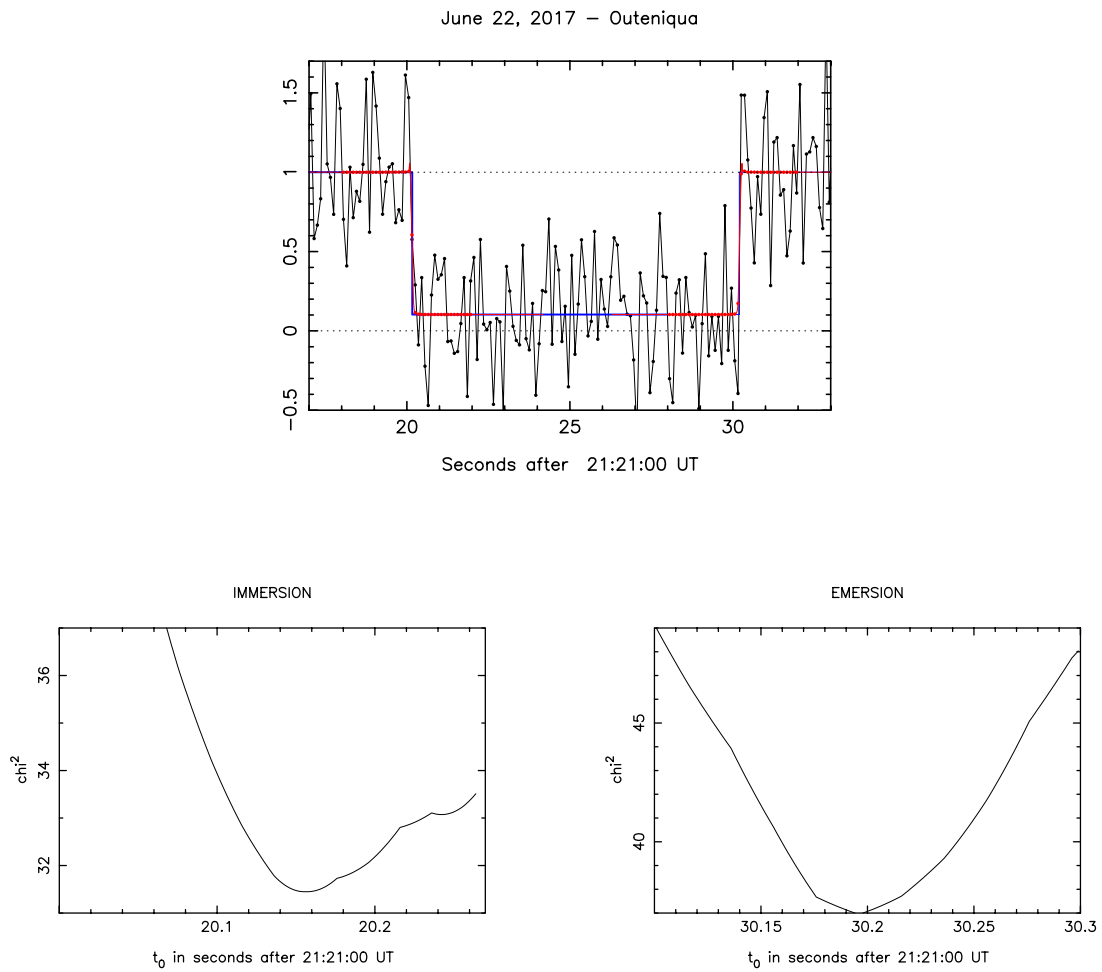 June 22, 2017 – Outeniqua
1.5
1
0.5
0
−0.5
20 25 30
Seconds after 21:21:00 UT
IMMERSION
EMERSION
36
34
32
chi²
20.1 20.2
t₀ in seconds after 21:21:00 UT
45
40
chi²
30.15 30.2 30.25 30.3
t₀ in seconds after 21:21:00 UT